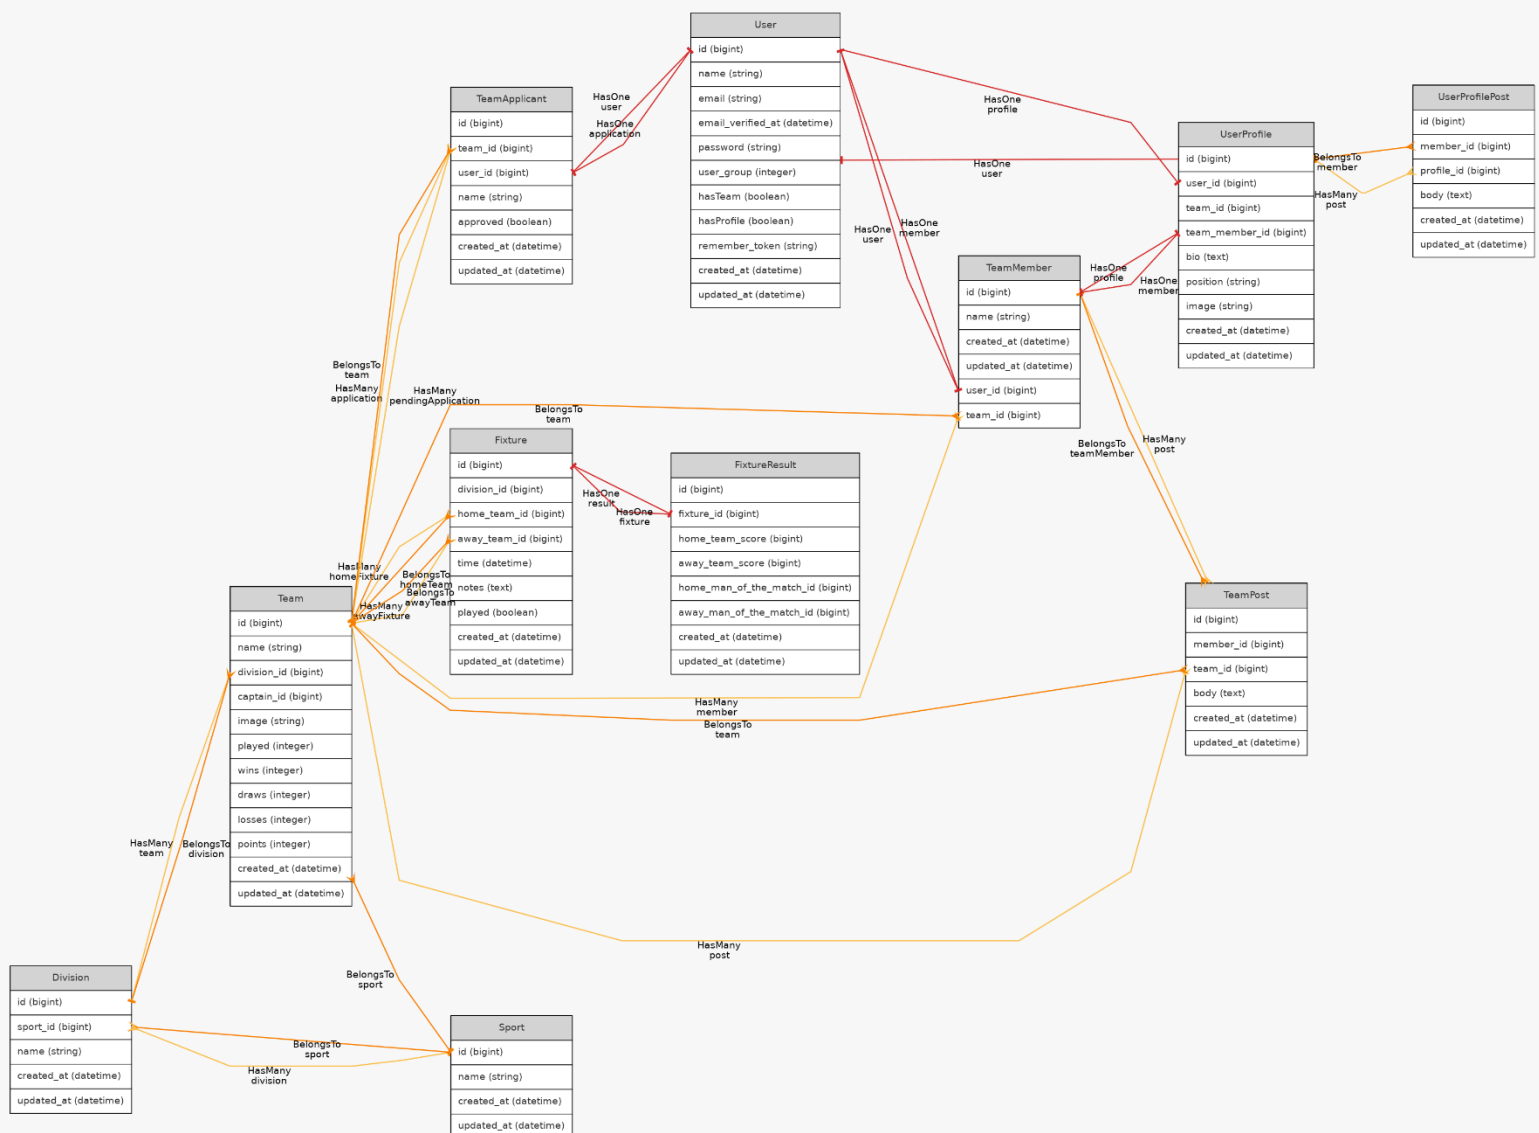 User
id (bigint)
name (string)
email (string)
email_verified_at (datetime)
password (string)
user_group (integer)
hasTeam (boolean)
hasProfile (boolean)
remember_token (string)
created_at (datetime)
updated_at (datetime)
TeamApplicant
id (bigint)
team_id (bigint)
user_id (bigint)
name (string)
approved (boolean)
created_at (datetime)
updated_at (datetime)
HasOne
user
HasOne
application
HasOne
profile
HasOne
user
HasOne
user
HasOne
member
UserProfile
id (bigint)
user_id (bigint)
team_id (bigint)
team_member_id (bigint)
bio (text)
position (string)
image (string)
created_at (datetime)
updated_at (datetime)
UserProfilePost
id (bigint)
member_id (bigint)
profile_id (bigint)
body (text)
created_at (datetime)
updated_at (datetime)
BelongsTo
member
HasMany
post
TeamMember
id (bigint)
name (string)
created_at (datetime)
updated_at (datetime)
user_id (bigint)
team_id (bigint)
HasOne
profile
HasOne
member
BelongsTo
team
HasMany
application
HasMany
pendingApplication
BelongsTo
team
BelongsTo
teamMember
HasMany
post
Fixture
id (bigint)
division_id (bigint)
home_team_id (bigint)
away_team_id (bigint)
time (datetime)
notes (text)
played (boolean)
created_at (datetime)
updated_at (datetime)
HasOne
result
HasOne
fixture
FixtureResult
id (bigint)
fixture_id (bigint)
home_team_score (bigint)
away_team_score (bigint)
home_man_of_the_match_id (bigint)
away_man_of_the_match_id (bigint)
created_at (datetime)
updated_at (datetime)
HasMany
homeFixture
BelongsTo
homeTeam
BelongsTo
awayTeam
HasMany
awayFixture
Team
id (bigint)
name (string)
division_id (bigint)
captain_id (bigint)
image (string)
played (integer)
wins (integer)
draws (integer)
losses (integer)
points (integer)
created_at (datetime)
updated_at (datetime)
TeamPost
id (bigint)
member_id (bigint)
team_id (bigint)
body (text)
created_at (datetime)
updated_at (datetime)
HasMany
member
BelongsTo
team
HasMany
team
BelongsTo
division
HasMany
post
BelongsTo
sport
Division
id (bigint)
sport_id (bigint)
name (string)
created_at (datetime)
updated_at (datetime)
BelongsTo
sport
HasMany
division
Sport
id (bigint)
name (string)
created_at (datetime)
updated_at (datetime)